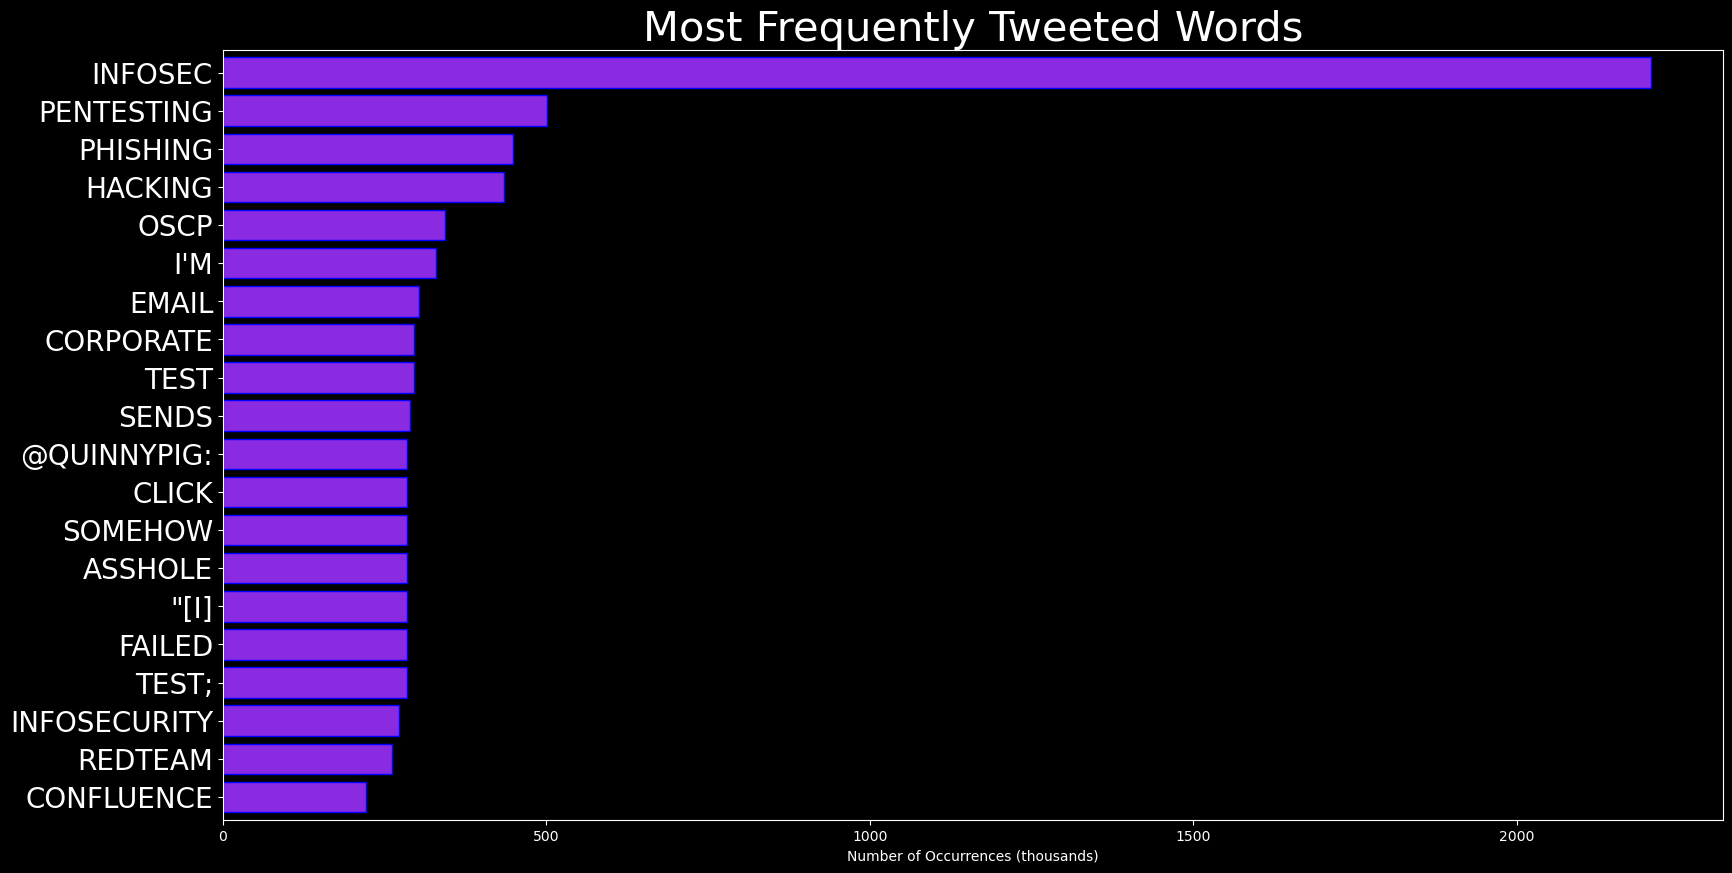 Most Frequently Tweeted Words
INFOSEC
PENTESTING
PHISHING
HACKING
OSCP
I'M
EMAIL
CORPORATE
TEST
SENDS
@QUINNYPIG:
CLICK
SOMEHOW
ASSHOLE
"[I]
FAILED
TEST;
INFOSECURITY
REDTEAM
CONFLUENCE
0 500 1000 1500 2000
Number of Occurrences (thousands)